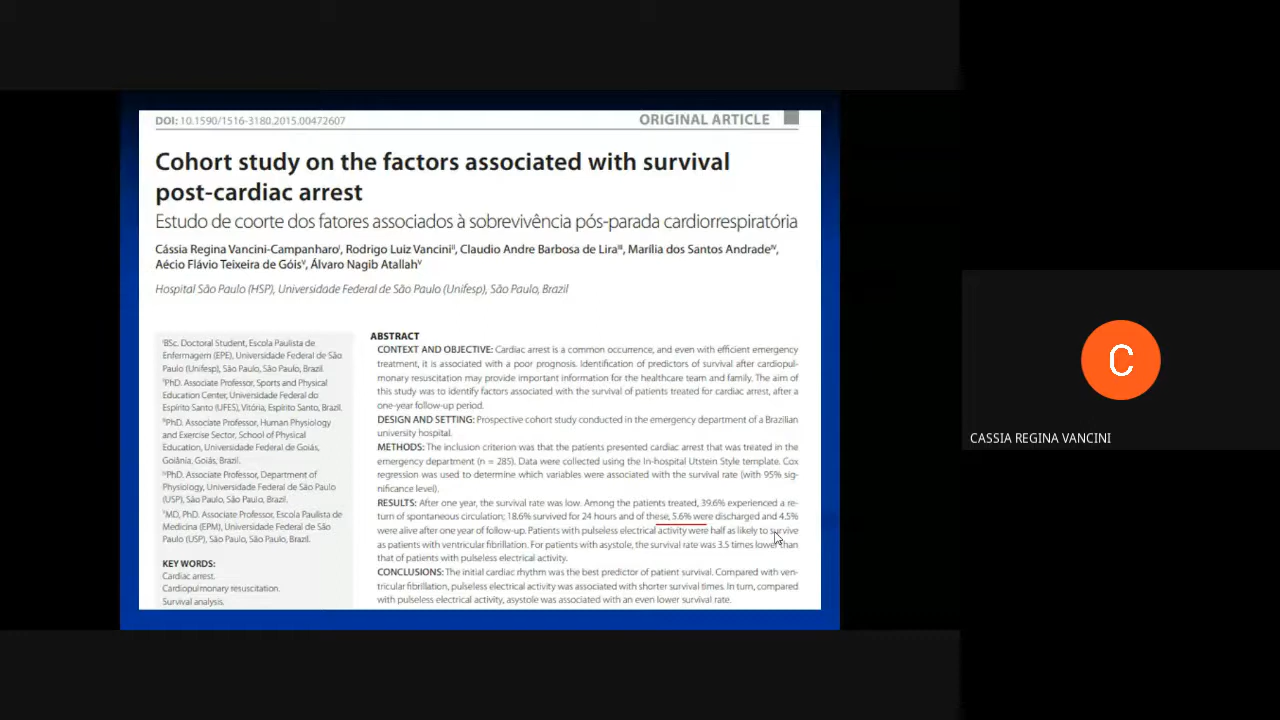 DOI: 10.1590/1516-3180.2015.00472607
ORIGINAL ARTICLE
Cohort study on the factors associated with survival
post-cardiac arrest
Estudo de coorte dos fatores associados à sobrevivência pós-parada cardiorrespiratória
Cássia Regina Vancini-Campanharoᴵ, Rodrigo Luiz Vanciniᴵᴵ, Claudio Andre Barbosa de Liraᴵᴵᴵ, Marília dos Santos Andradeᴵⱽ,
Aécio Flávio Teixeira de Góisⱽ, Álvaro Nagib Atallahⱽ
Hospital São Paulo (HSP), Universidade Federal de São Paulo (Unifesp), São Paulo, Brazil
ᴵBSc. Doctoral Student, Escola Paulista de
Enfermagem (EPE), Universidade Federal de São
Paulo (Unifesp), São Paulo, São Paulo, Brazil.
ᴵᴵPhD. Associate Professor, Sports and Physical
Education Center, Universidade Federal do
Espírito Santo (UFES), Vitória, Espírito Santo, Brazil.
ᴵᴵᴵPhD. Associate Professor, Human Physiology
and Exercise Sector, School of Physical
Education, Universidade Federal de Goiás,
Goiânia, Goiás, Brazil.
ᴵⱽPhD. Associate Professor, Department of
Physiology, Universidade Federal de São Paulo
(USP), São Paulo, São Paulo, Brazil.
ⱽMD, PhD. Associate Professor, Escola Paulista de
Medicina (EPM), Universidade Federal de São
Paulo (USP), São Paulo, São Paulo, Brazil.
KEY WORDS:
Cardiac arrest.
Cardiopulmonary resuscitation.
Survival analysis.
ABSTRACT
CONTEXT AND OBJECTIVE: Cardiac arrest is a common occurrence, and even with efficient emergency
treatment, it is associated with a poor prognosis. Identification of predictors of survival after cardiopul-
monary resuscitation may provide important information for the healthcare team and family. The aim of
this study was to identify factors associated with the survival of patients treated for cardiac arrest, after a
one-year follow-up period.
DESIGN AND SETTING: Prospective cohort study conducted in the emergency department of a Brazilian
university hospital.
METHODS: The inclusion criterion was that the patients presented cardiac arrest that was treated in the
emergency department (n = 285). Data were collected using the In-hospital Utstein Style template. Cox
regression was used to determine which variables were associated with the survival rate (with 95% sig-
nificance level).
RESULTS: After one year, the survival rate was low. Among the patients treated, 39.6% experienced a re-
turn of spontaneous circulation; 18.6% survived for 24 hours and of these, 5.6% were discharged and 4.5%
were alive after one year of follow-up. Patients with pulseless electrical activity were half as likely to survive
as patients with ventricular fibrillation. For patients with asystole, the survival rate was 3.5 times lower than
that of patients with pulseless electrical activity.
CONCLUSIONS: The initial cardiac rhythm was the best predictor of patient survival. Compared with ven-
tricular fibrillation, pulseless electrical activity was associated with shorter survival times. In turn, compared
with pulseless electrical activity, asystole was associated with an even lower survival rate.
C
CASSIA REGINA VANCINI